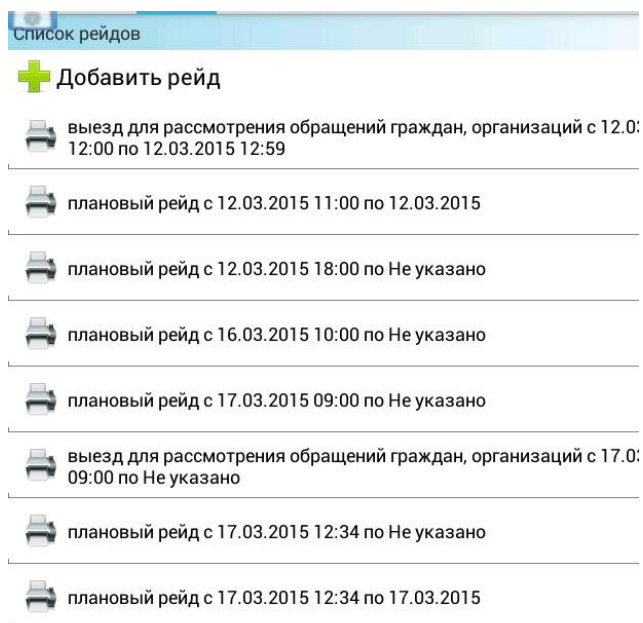 Список рейдов
Добавить рейд
выезд для рассмотрения обращений граждан, организаций с 12.03
12:00 по 12.03.2015 12:59
плановый рейд с 12.03.2015 11:00 по 12.03.2015
плановый рейд с 12.03.2015 18:00 по Не указано
плановый рейд с 16.03.2015 10:00 по Не указано
плановый рейд с 17.03.2015 09:00 по Не указано
выезд для рассмотрения обращений граждан, организаций с 17.03
09:00 по Не указано
плановый рейд с 17.03.2015 12:34 по Не указано
плановый рейд с 17.03.2015 12:34 по 17.03.2015